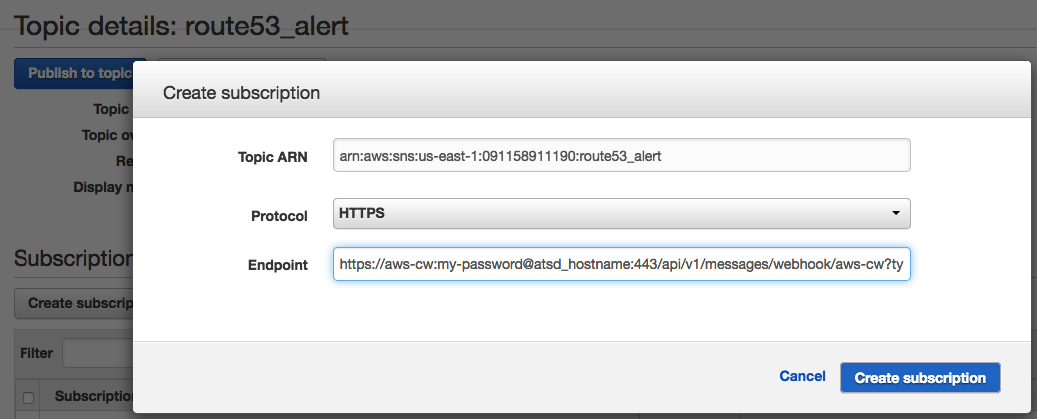 Topic details: route53_alert
Publish to topic
Create subscription
Topic
Topic ARN
arn:aws:sns:us-east-1:091158911190:route53_alert
Topic ov
Re
Display n
Protocol
HTTPS
Subscription
Endpoint
https://aws-cw:my-password@atsd_hostname:443/api/v1/messages/webhook/aws-cw?ty
Create subscrip
Filter
Cancel
Create subscription
Subscription